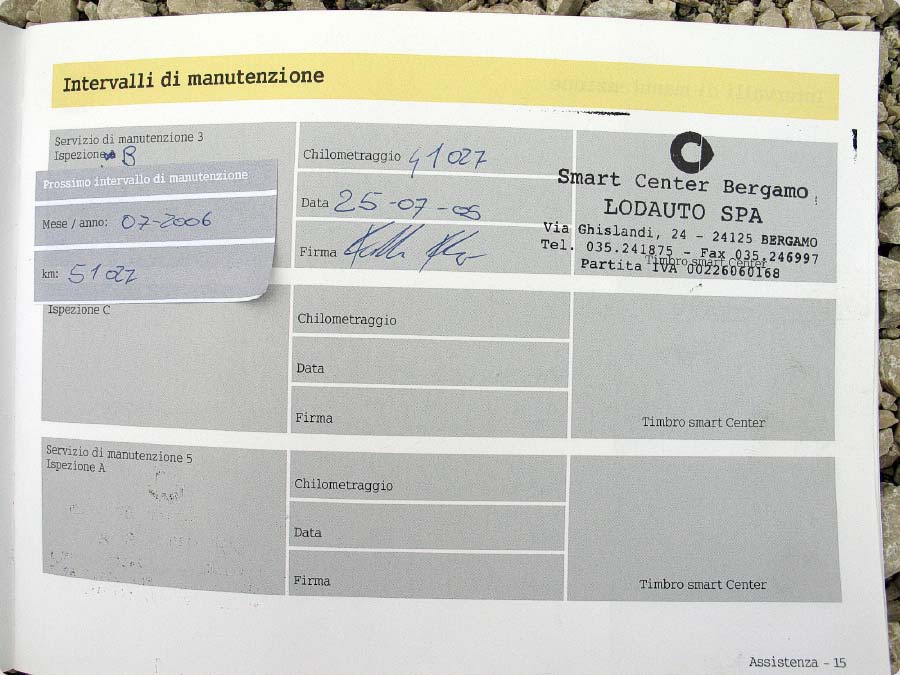 Intervalli di manutenzione
Servizio di manutenzione 3
Ispezione B
Prossimo intervallo di manutenzione
Mese / anno: 07-2006
km: 51027
Chilometraggio 41027
Data 25-07-05
Firma
Smart Center Bergamo
LODAUTO SPA
Via Ghislandi, 24 - 24125 BERGAMO
Tel. 035.241875 - Fax 035.246997
Timbro smart Center
Partita IVA 00226060168
Ispezione C
Chilometraggio
Data
Firma
Timbro smart Center
Servizio di manutenzione 5
Ispezione A
Chilometraggio
Data
Firma
Timbro smart Center
Assistenza - 15